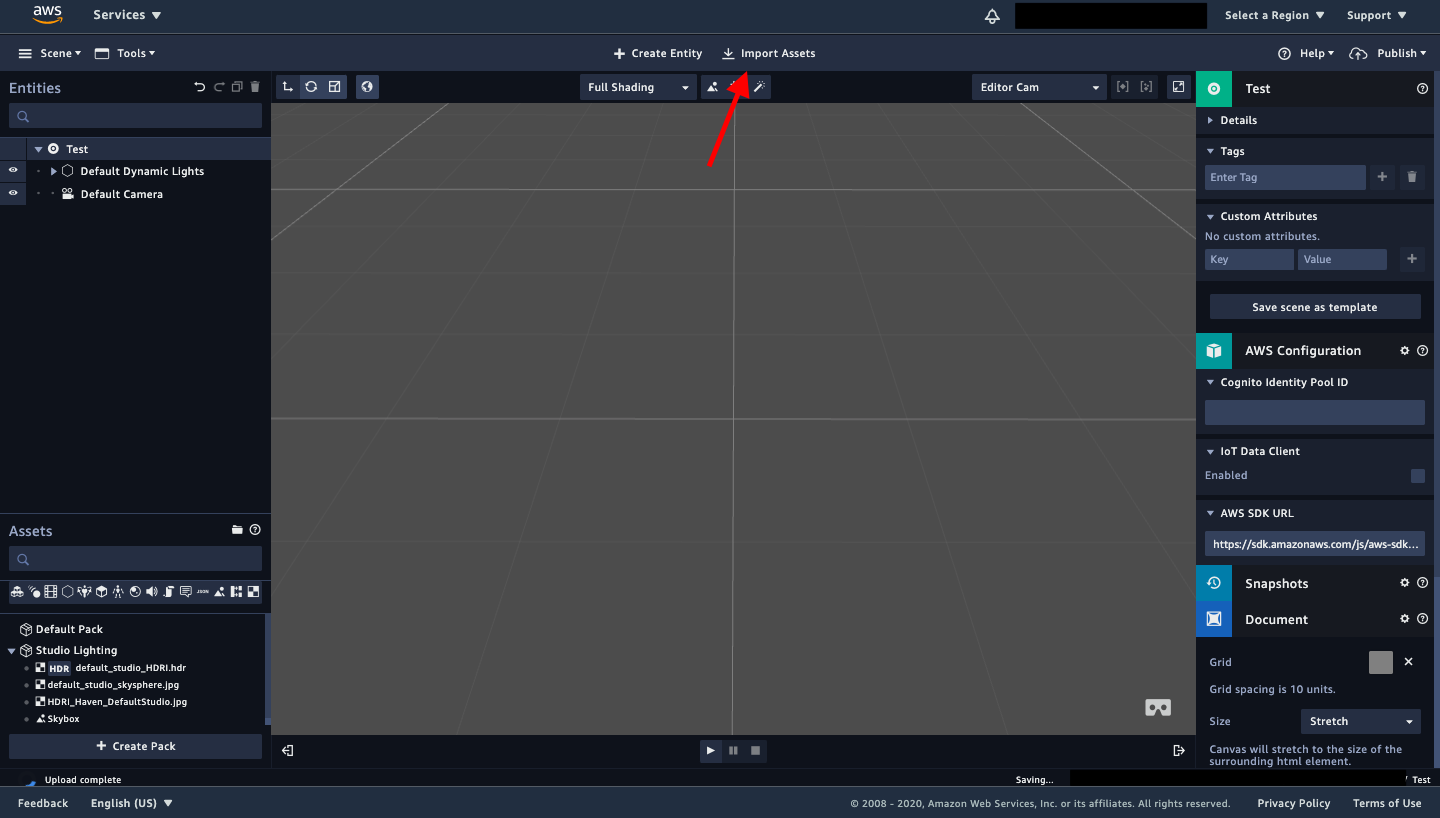 aws
Services
Select a Region
Support
Scene
Tools
Create Entity
Import Assets
Help
Publish
Entities
Full Shading
Editor Cam
Test
Details
Test
Default Dynamic Lights
Default Camera
Tags
Enter Tag
Custom Attributes
No custom attributes.
Key
Value
Save scene as template
AWS Configuration
Cognito Identity Pool ID
IoT Data Client
Enabled
AWS SDK URL
https://sdk.amazonaws.com/js/aws-sdk...
Assets
JSON
Default Pack
Studio Lighting
HDR default_studio_HDRI.hdr
default_studio_skysphere.jpg
HDRI_Haven_DefaultStudio.jpg
Skybox
Create Pack
Snapshots
Document
Grid
Grid spacing is 10 units.
Size
Stretch
Canvas will stretch to the size of the
surrounding html element.
Upload complete
Saving...
/ Test
Feedback
English (US)
© 2008 - 2020, Amazon Web Services, Inc. or its affiliates. All rights reserved.
Privacy Policy
Terms of Use